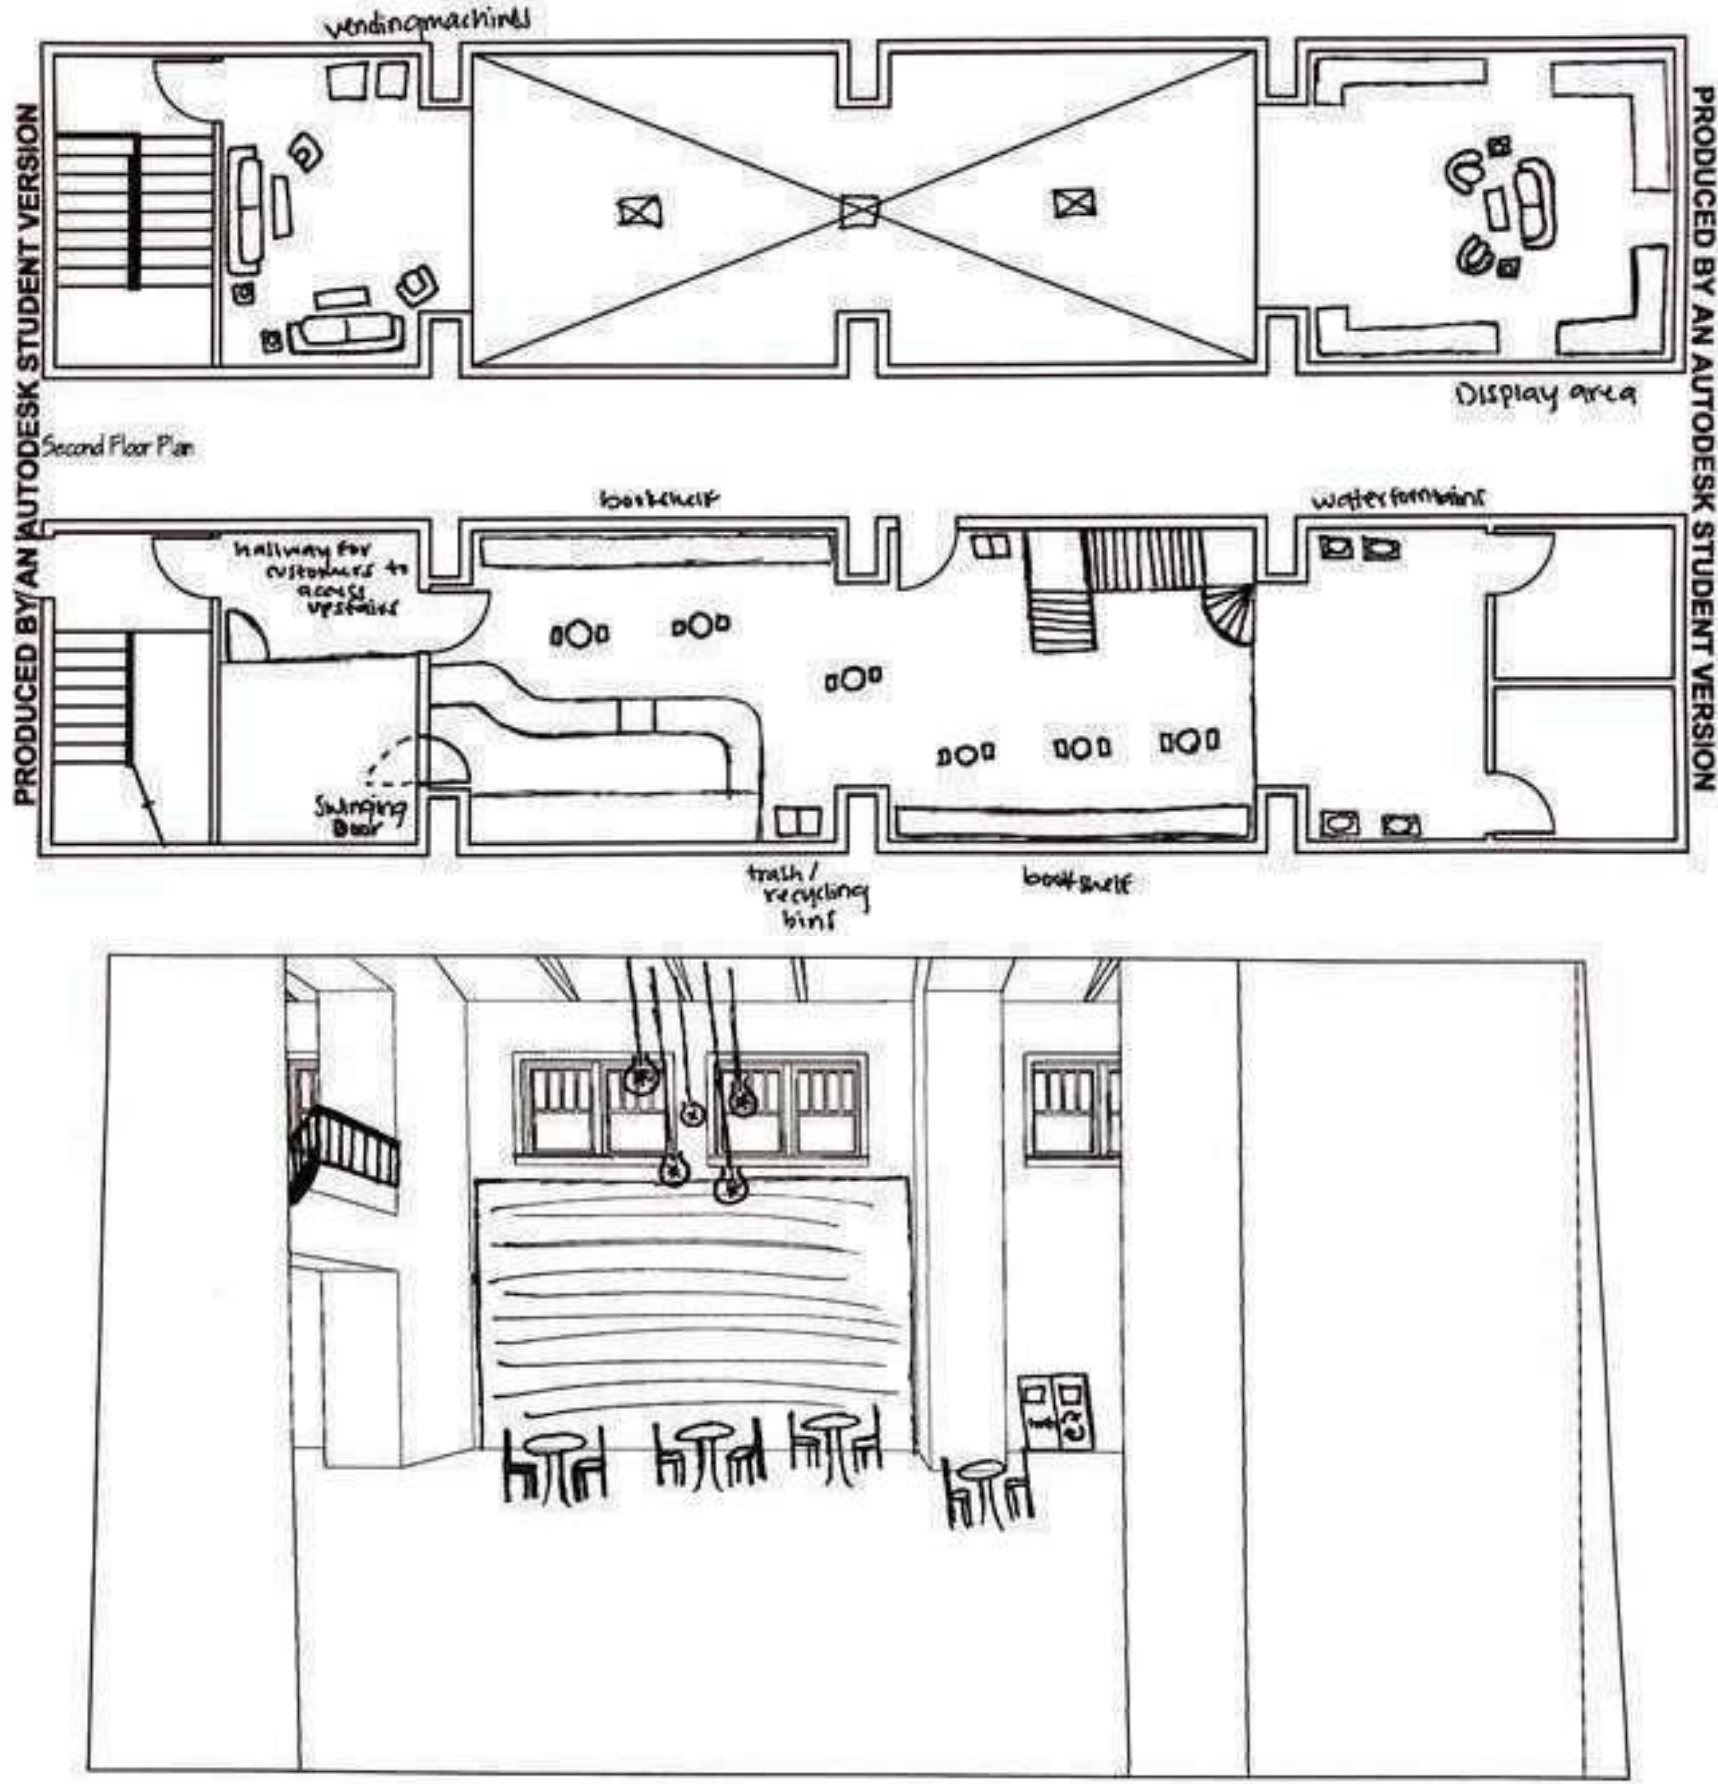 vending machines
PRODUCED BY AN AUTODESK STUDENT VERSION
PRODUCED BY AN AUTODESK STUDENT VERSION
Display area
Second Floor Plan
bookshelf
water fountains
hallway for
customers to
access
upstairs
Swinging
Door
trash/
recycling
bins
bookshelf